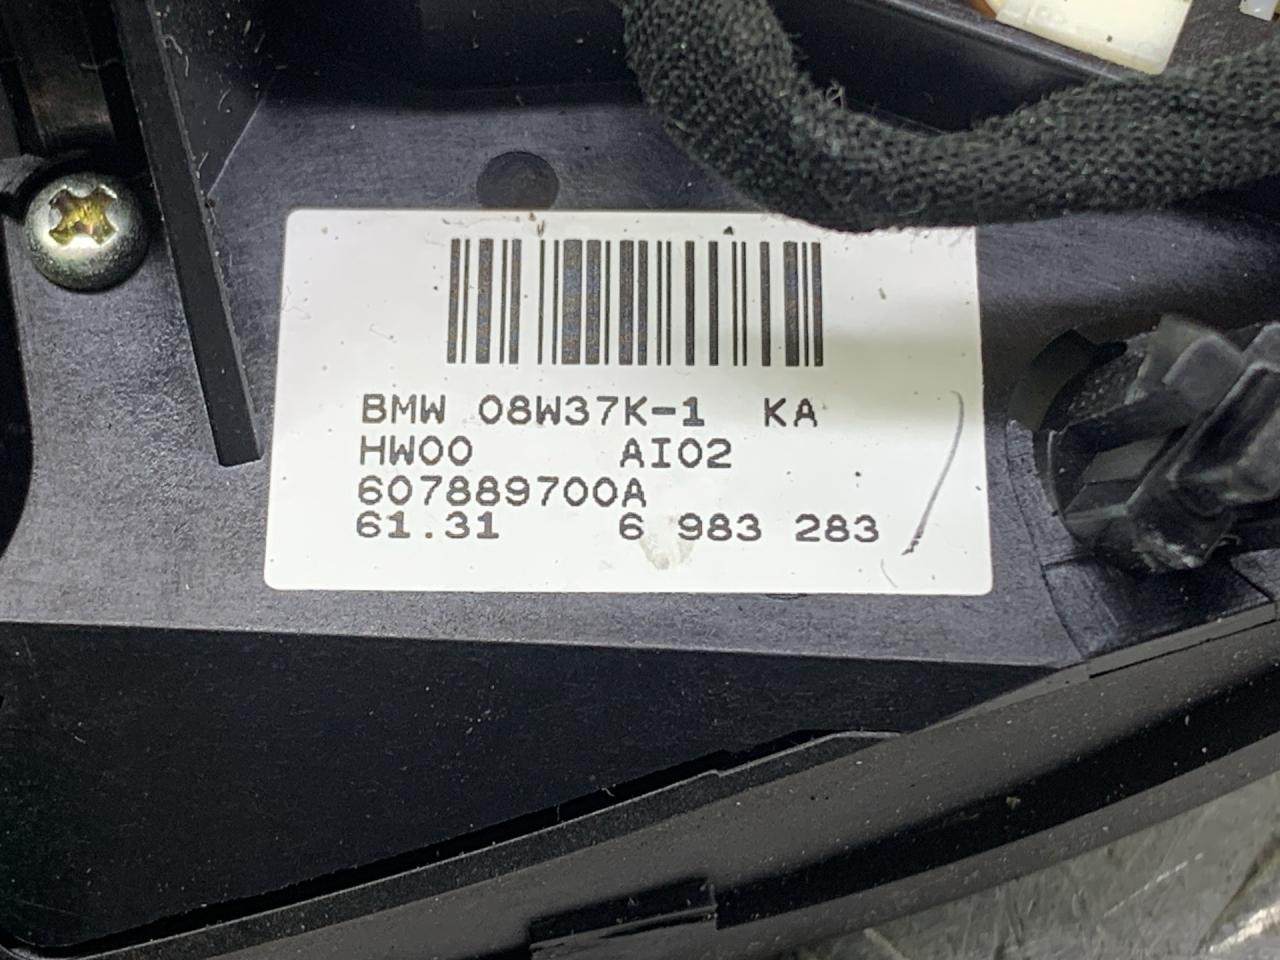 BMW 08W37K-1 KA
HW00 AI02
607889700A
61.31 6 983 283